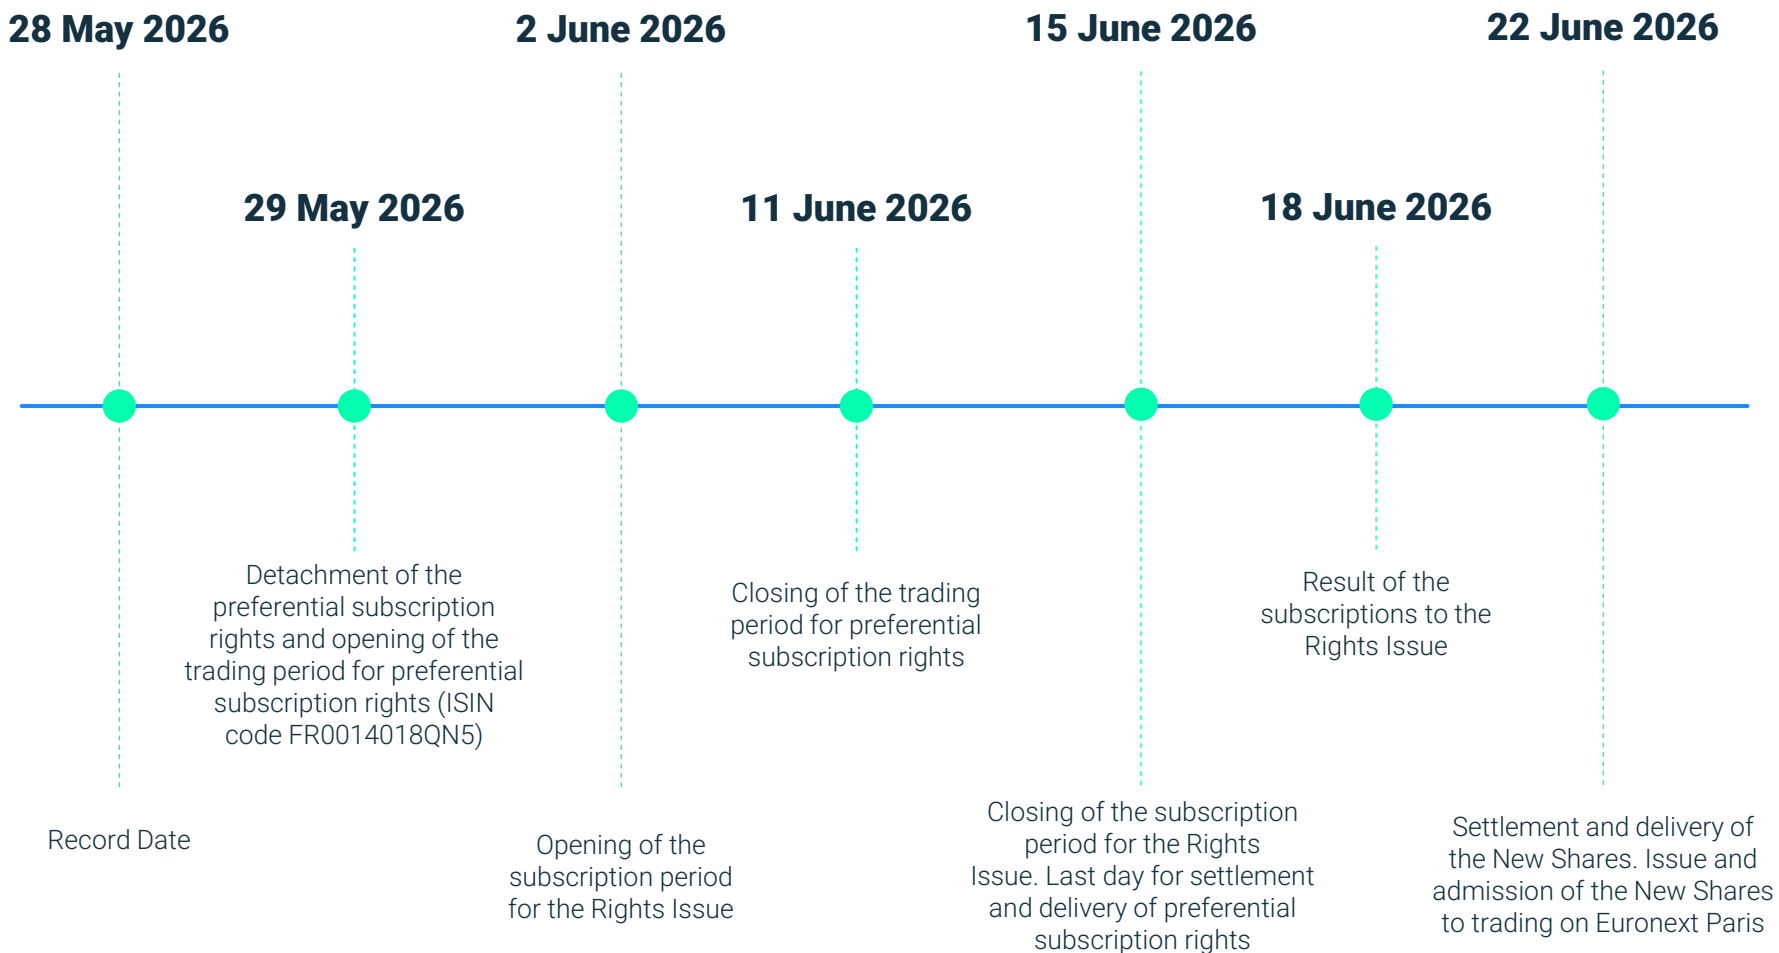 28 May 2026
2 June 2026
15 June 2026
22 June 2026
29 May 2026
11 June 2026
18 June 2026
Detachment of the
preferential subscription
rights and opening of the
trading period for preferential
subscription rights (ISIN
code FR0014018QN5)
Closing of the trading
period for preferential
subscription rights
Result of the
subscriptions to the
Rights Issue
Record Date
Opening of the
subscription period
for the Rights Issue
Closing of the subscription
period for the Rights
Issue. Last day for settlement
and delivery of preferential
subscription rights
Settlement and delivery of
the New Shares. Issue and
admission of the New Shares
to trading on Euronext Paris